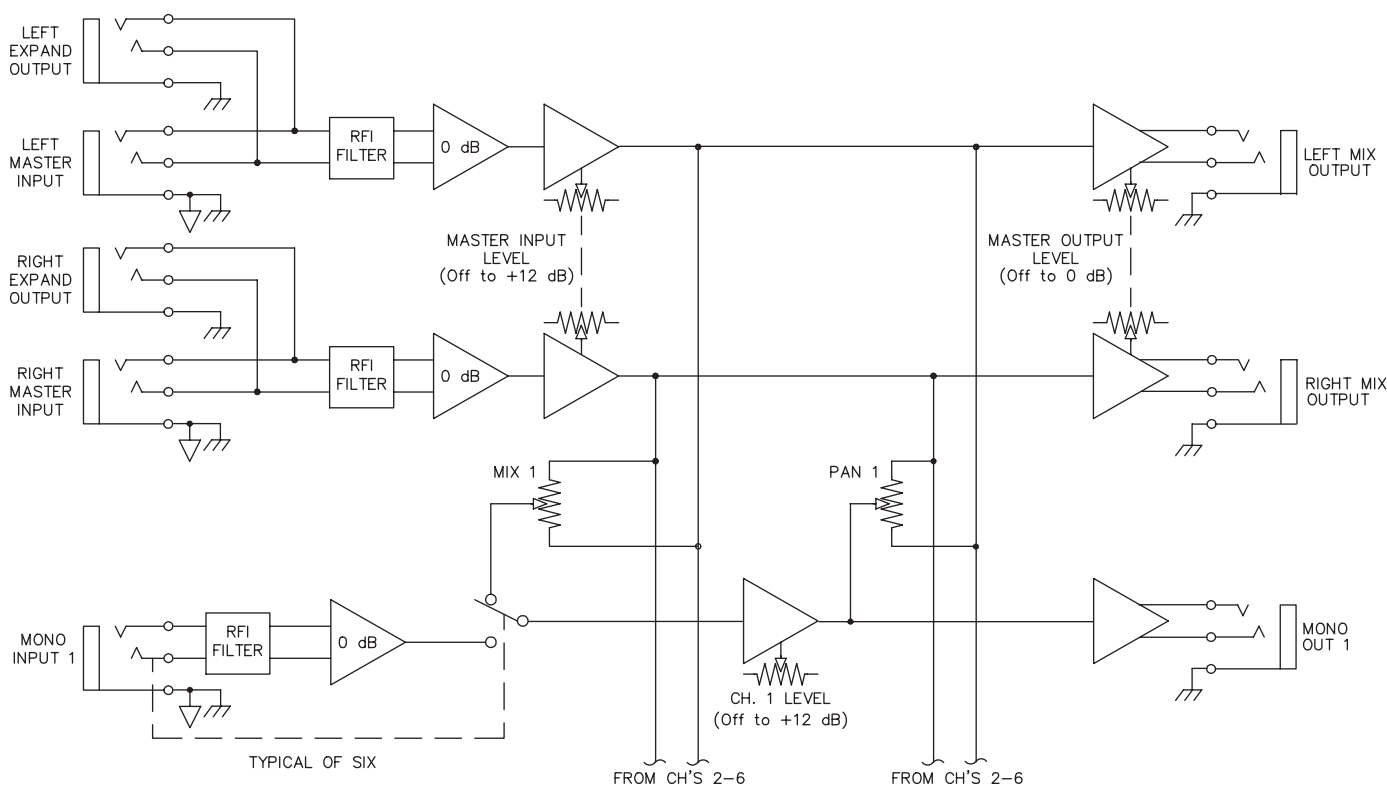 LEFT
EXPAND
OUTPUT
LEFT
MASTER
INPUT
RFI
FILTER
0 dB
LEFT MIX
OUTPUT
MASTER INPUT
LEVEL
(Off to +12 dB)
MASTER OUTPUT
LEVEL
(Off to 0 dB)
RIGHT
EXPAND
OUTPUT
RIGHT
MASTER
INPUT
RFI
FILTER
0 dB
RIGHT MIX
OUTPUT
MIX 1
PAN 1
MONO
INPUT 1
RFI
FILTER
0 dB
MONO
OUT 1
CH. 1 LEVEL
(Off to +12 dB)
TYPICAL OF SIX
FROM CH'S 2–6
FROM CH'S 2–6